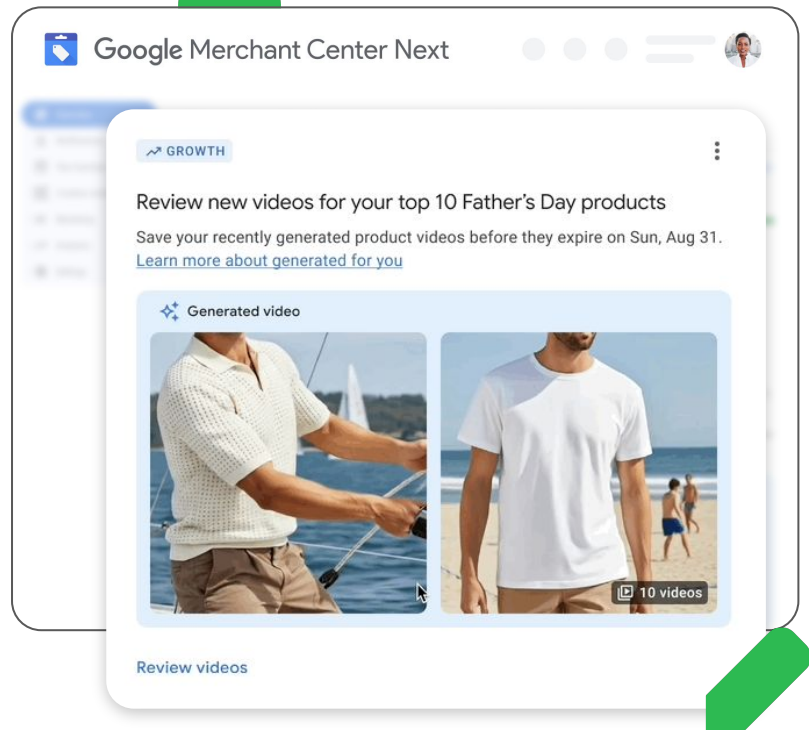 Google Merchant Center Next
GROWTH
Review new videos for your top 10 Father's Day products
Save your recently generated product videos before they expire on Sun, Aug 31.
Learn more about generated for you
Generated video
10 videos
Review videos